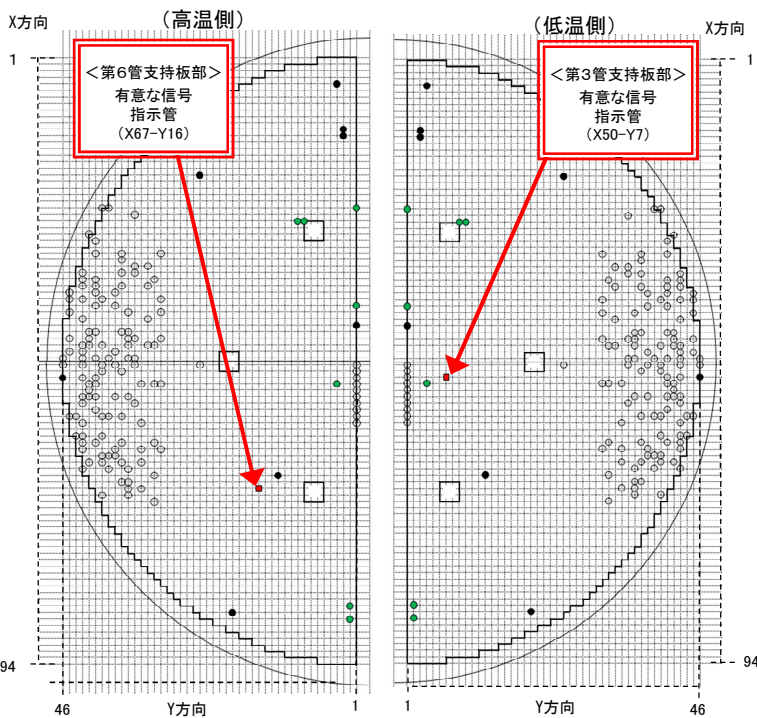 X方向
(高温側)
(低温側)
X方向
1
<第6管支持板部>
有意な信号
指示管
(X67-Y16)
<第3管支持板部>
有意な信号
指示管
(X50-Y7)
1
94
94
46
Y方向
1
1
Y方向
46